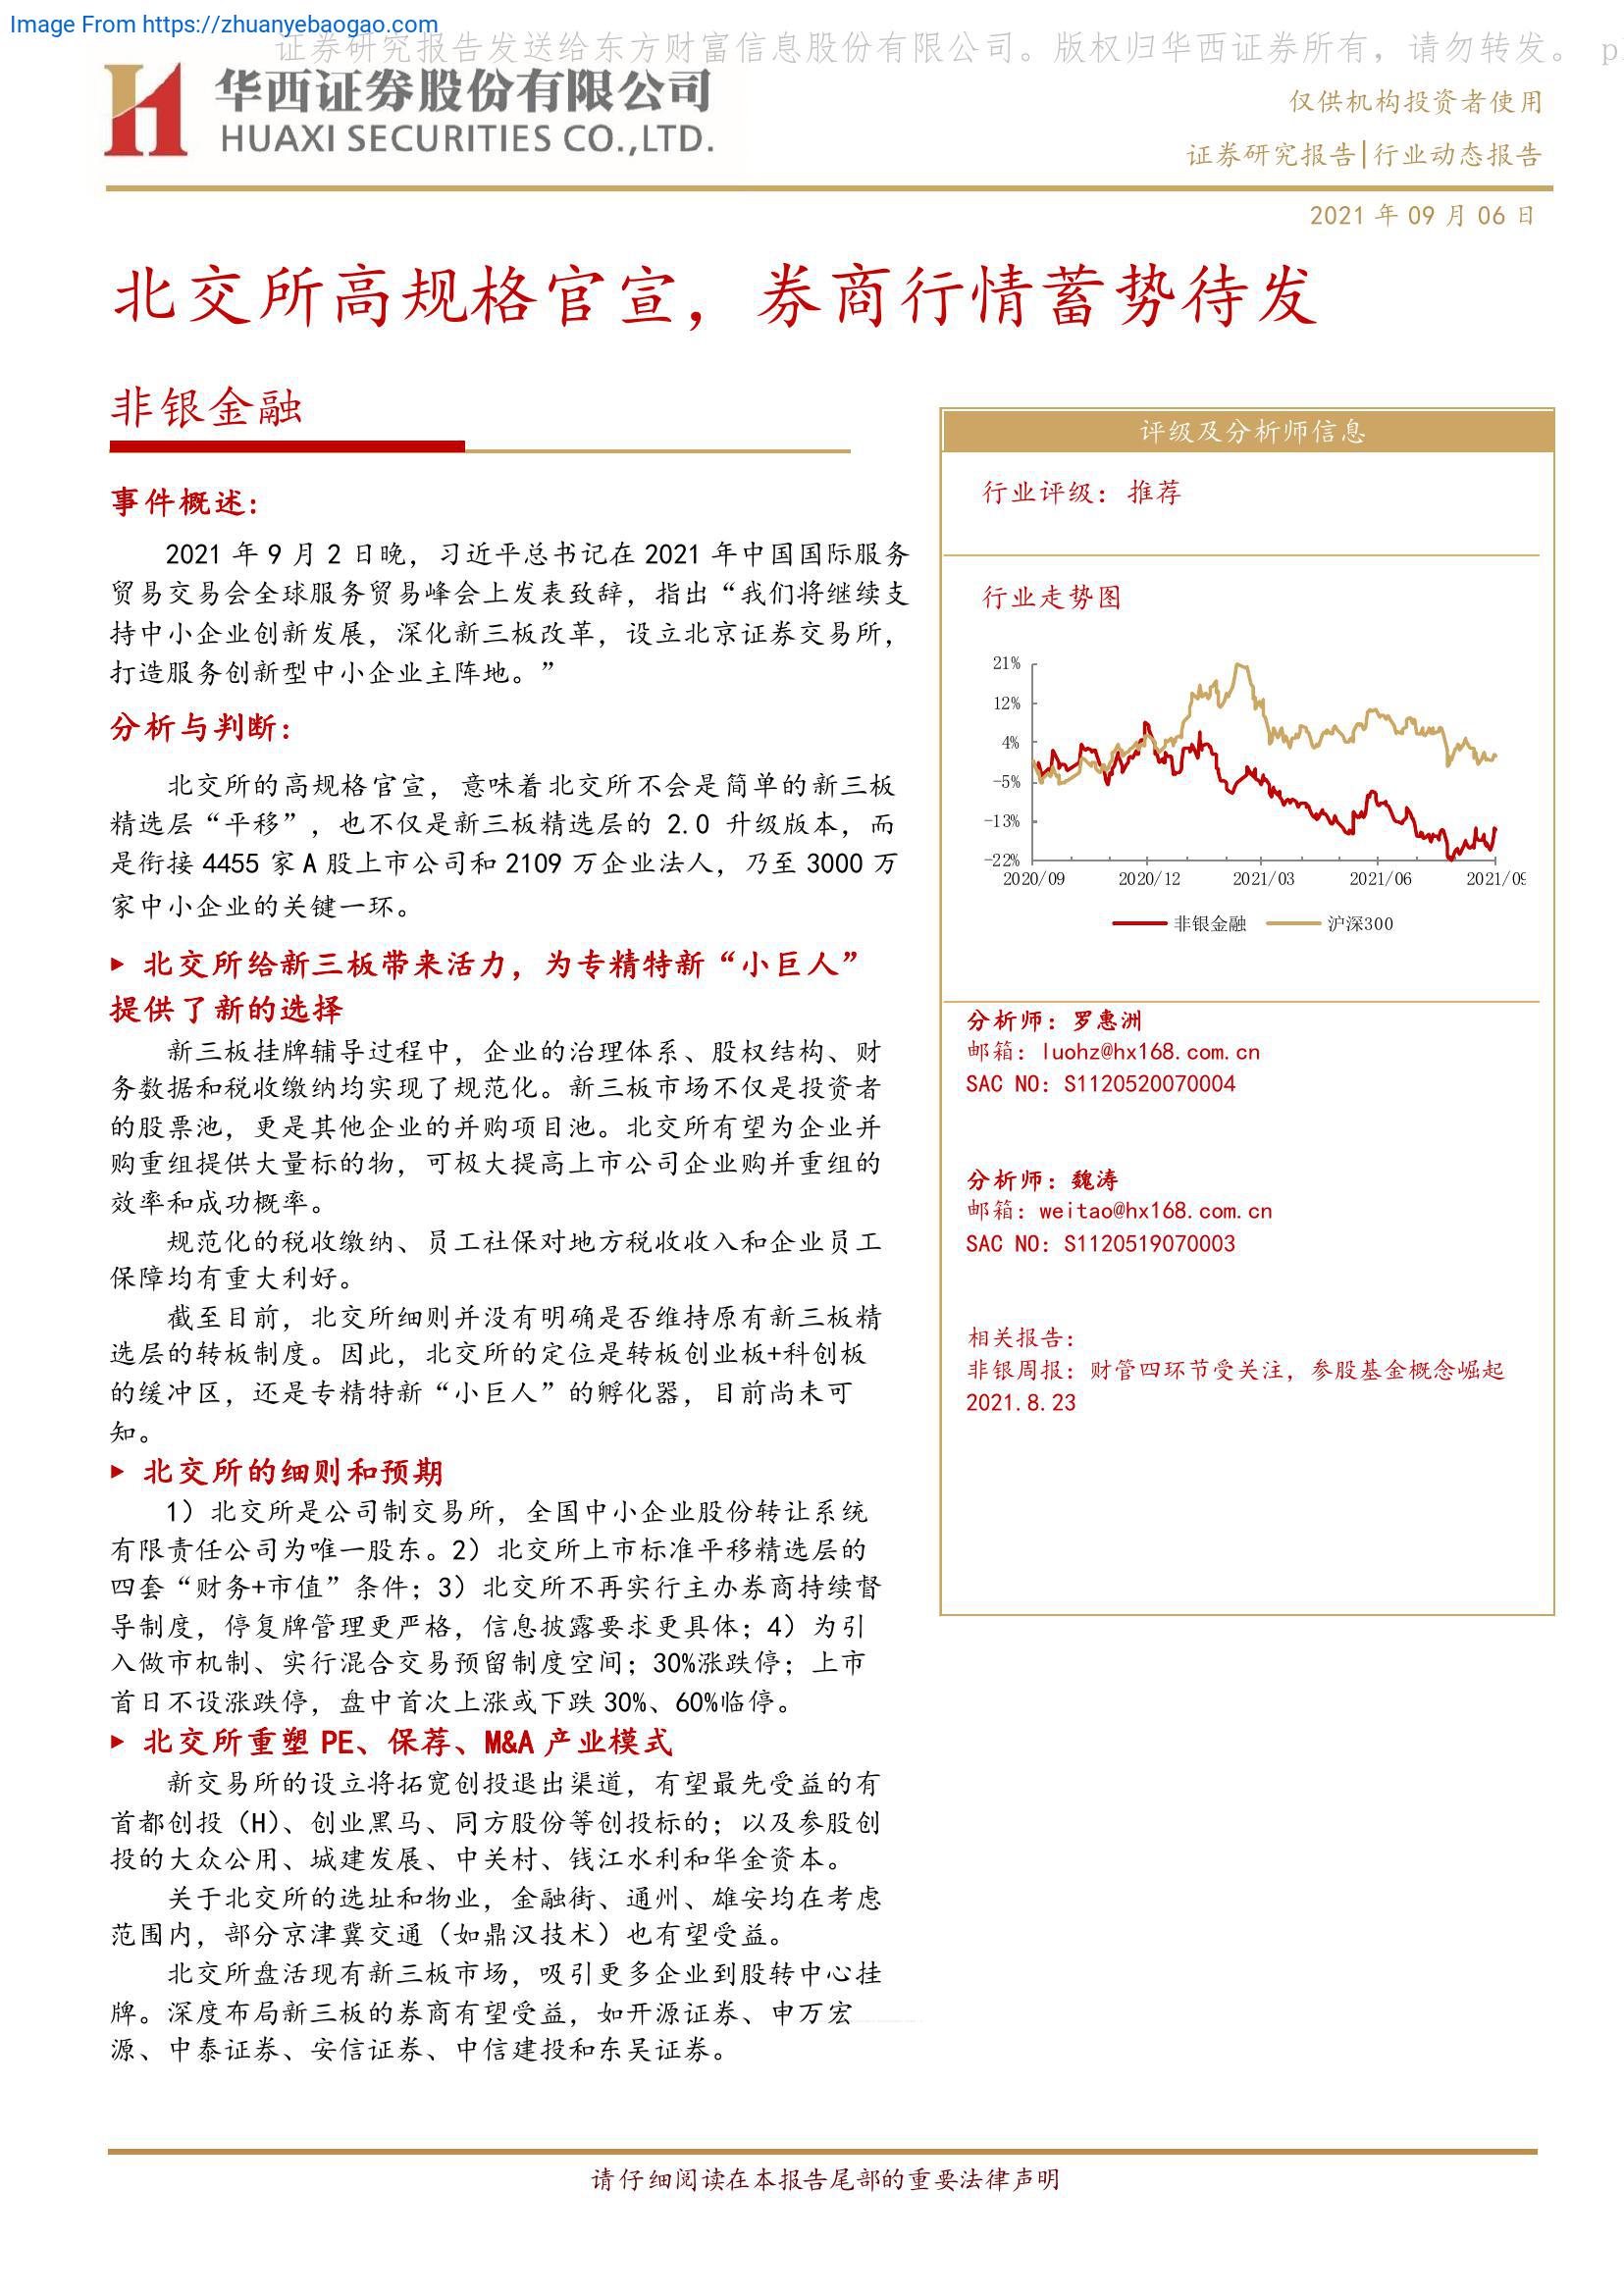 Image From https://zhuanyebaogao.com
证券研究报告发送给东方财富信息股份有限公司。版权归华西证券所有，请勿转发。 p
华西证券股份有限公司
HUAXI SECURITIES CO.,LTD.
仅供机构投资者使用
证券研究报告|行业动态报告
2021 年 09 月 06 日
北交所高规格官宣，券商行情蓄势待发
非银金融
事件概述：
2021 年 9 月 2 日晚，习近平总书记在 2021 年中国国际服务
贸易交易会全球服务贸易峰会上发表致辞，指出“我们将继续支
持中小企业创新发展，深化新三板改革，设立北京证券交易所，
打造服务创新型中小企业主阵地。”
分析与判断：
北交所的高规格官宣，意味着北交所不会是简单的新三板
精选层“平移”，也不仅是新三板精选层的 2.0 升级版本，而
是衔接 4455 家 A 股上市公司和 2109 万企业法人，乃至 3000 万
家中小企业的关键一环。
▶ 北交所给新三板带来活力，为专精特新“小巨人”
提供了新的选择
新三板挂牌辅导过程中，企业的治理体系、股权结构、财
务数据和税收缴纳均实现了规范化。新三板市场不仅是投资者
的股票池，更是其他企业的并购项目池。北交所有望为企业并
购重组提供大量标的物，可极大提高上市公司企业购并重组的
效率和成功概率。
规范化的税收缴纳、员工社保对地方税收收入和企业员工
保障均有重大利好。
截至目前，北交所细则并没有明确是否维持原有新三板精
选层的转板制度。因此，北交所的定位是转板创业板+科创板
的缓冲区，还是专精特新“小巨人”的孵化器，目前尚未可
知。
▶ 北交所的细则和预期
1）北交所是公司制交易所，全国中小企业股份转让系统
有限责任公司为唯一股东。2）北交所上市标准平移精选层的
四套“财务+市值”条件；3）北交所不再实行主办券商持续督
导制度，停复牌管理更严格，信息披露要求更具体；4）为引
入做市机制、实行混合交易预留制度空间；30%涨跌停；上市
首日不设涨跌停，盘中首次上涨或下跌 30%、60%临停。
▶ 北交所重塑 PE、保荐、M&A 产业模式
新交易所的设立将拓宽创投退出渠道，有望最先受益的有
首都创投（H）、创业黑马、同方股份等创投标的；以及参股创
投的大众公用、城建发展、中关村、钱江水利和华金资本。
关于北交所的选址和物业，金融街、通州、雄安均在考虑
范围内，部分京津冀交通（如鼎汉技术）也有望受益。
北交所盘活现有新三板市场，吸引更多企业到股转中心挂
牌。深度布局新三板的券商有望受益，如开源证券、申万宏
源、中泰证券、安信证券、中信建投和东吴证券。
评级及分析师信息
行业评级：推荐
行业走势图
21%
12%
4%
-5%
-13%
-22%
2020/09 2020/12 2021/03 2021/06 2021/09
非银金融 沪深300
分析师：罗惠洲
邮箱：luohz@hx168.com.cn
SAC NO：S1120520070004
分析师：魏涛
邮箱：weitao@hx168.com.cn
SAC NO：S1120519070003
相关报告：
非银周报：财管四环节受关注，参股基金概念崛起
2021.8.23
请仔细阅读在本报告尾部的重要法律声明